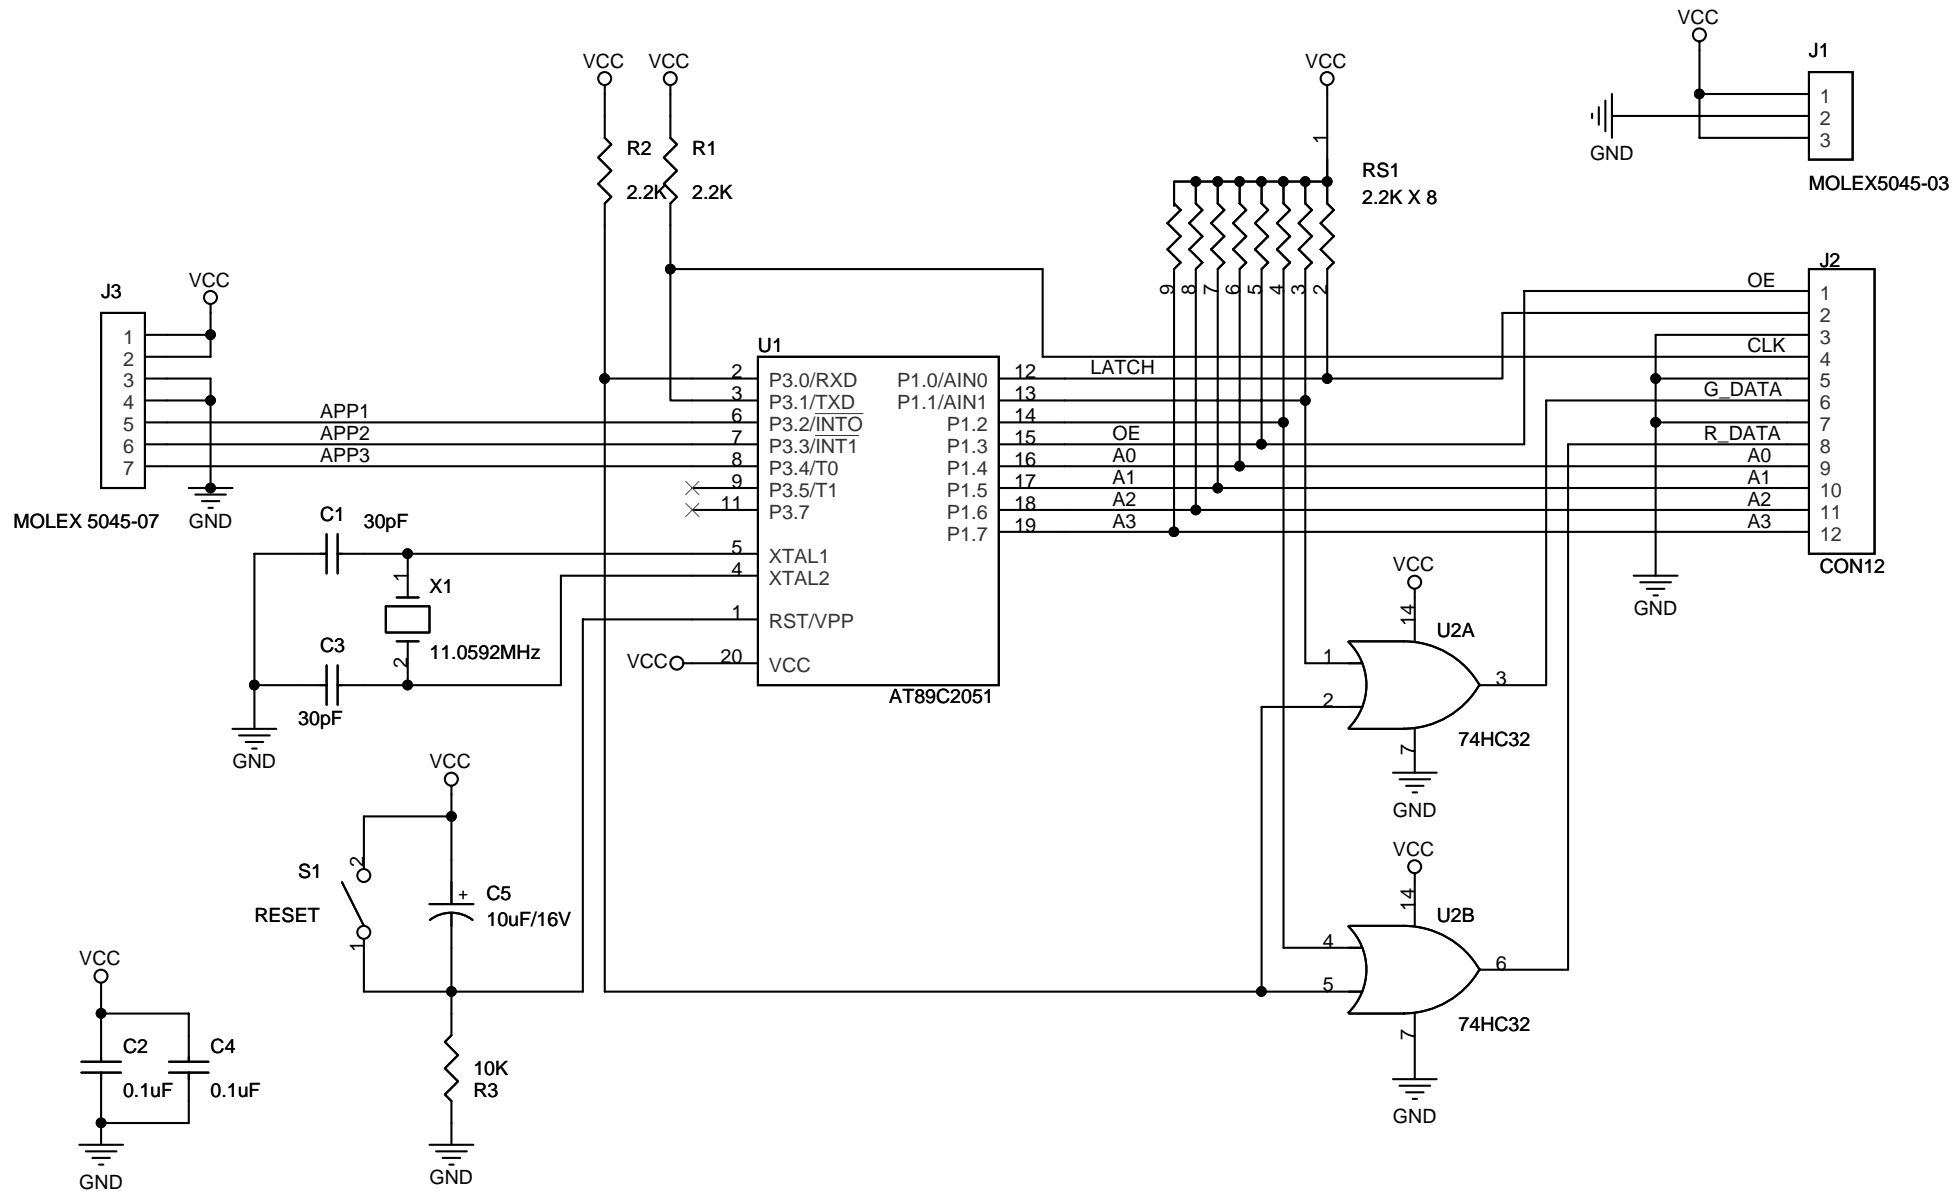 VCC
J1
1
2
3
GND
MOLEX5045-03
VCC
VCC
R2
2.2K
R1
2.2K
VCC
1
RS1
2.2K X 8
9
8
7
6
5
4
3
2
J3
VCC
1
2
3
4
5
6
7
APP1
APP2
APP3
GND
MOLEX 5045-07
U1
2
3
6
7
8
9
11
5
4
1
20
P3.0/RXD
P3.1/TXD
P3.2/INTO
P3.3/INT1
P3.4/T0
P3.5/T1
P3.7
XTAL1
XTAL2
RST/VPP
VCC
VCC
P1.0/AIN0
P1.1/AIN1
P1.2
P1.3
P1.4
P1.5
P1.6
P1.7
12
13
14
15
16
17
18
19
AT89C2051
LATCH
OE
A0
A1
A2
A3
J2
OE
CLK
G_DATA
R_DATA
A0
A1
A2
A3
1
2
3
4
5
6
7
8
9
10
11
12
CON12
GND
C1
30pF
1
X1
11.0592MHz
2
C3
30pF
GND
VCC
14
U2A
1
2
3
74HC32
7
GND
VCC
14
U2B
4
5
6
74HC32
7
GND
VCC
S1
2
RESET
1
+
C5
10uF/16V
10K
R3
GND
VCC
C2
0.1uF
C4
0.1uF
GND